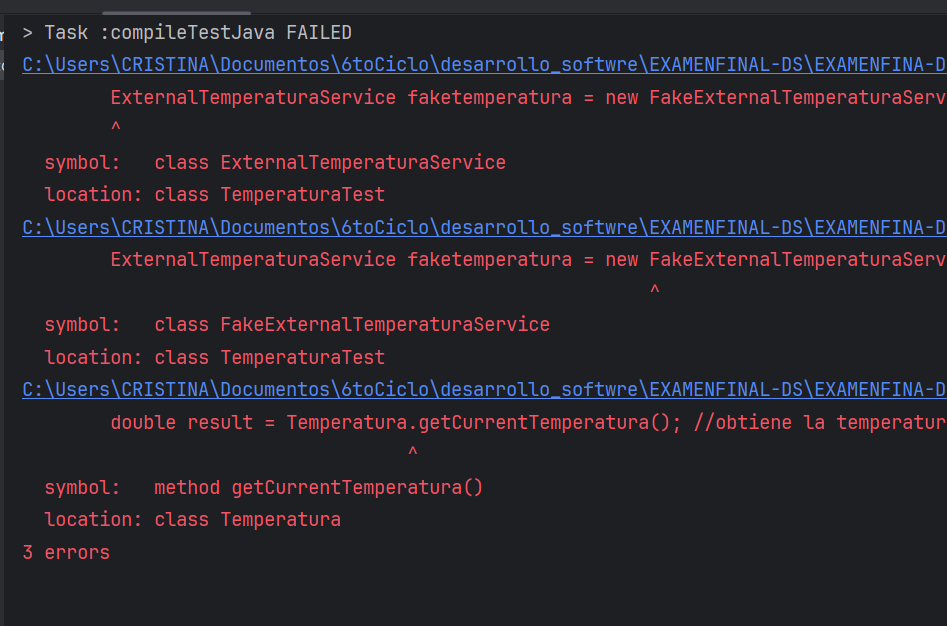 > Task :compileTestJava FAILED
C:\Users\CRISTINA\Documentos\6toCiclo\desarrollo_softwre\EXAMENFINAL-DS\EXAMENFINA-D
ExternalTemperaturaService faketemperatura = new FakeExternalTemperaturaServ
^
symbol:   class ExternalTemperaturaService
location: class TemperaturaTest
C:\Users\CRISTINA\Documentos\6toCiclo\desarrollo_softwre\EXAMENFINAL-DS\EXAMENFINA-D
ExternalTemperaturaService faketemperatura = new FakeExternalTemperaturaServ
^
symbol:   class FakeExternalTemperaturaService
location: class TemperaturaTest
C:\Users\CRISTINA\Documentos\6toCiclo\desarrollo_softwre\EXAMENFINAL-DS\EXAMENFINA-D
double result = Temperatura.getCurrentTemperatura(); //obtiene la temperatur
^
symbol:   method getCurrentTemperatura()
location: class Temperatura
3 errors